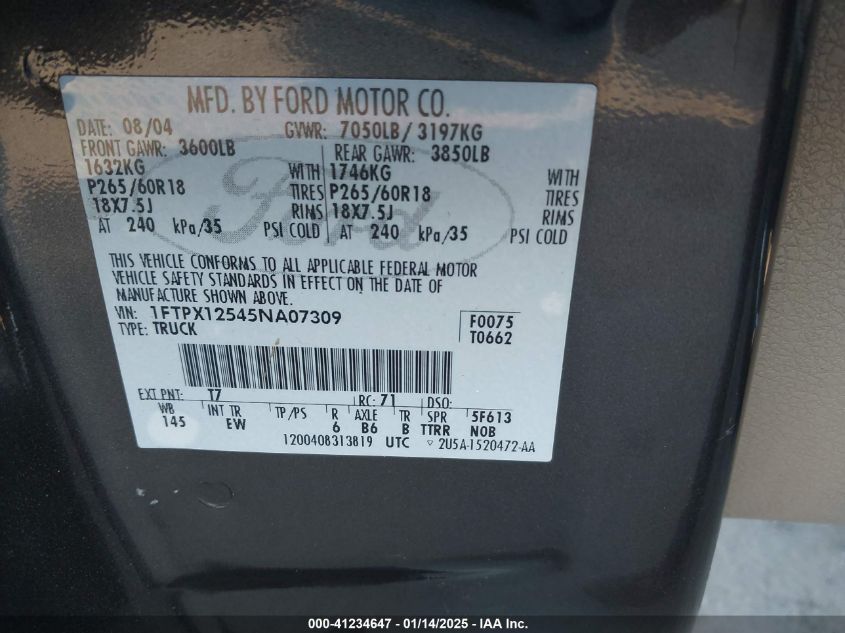 MFD. BY FORD MOTOR CO.
DATE: 08/04 GVWR: 7050LB/ 3197KG
FRONT GAWR: 3600LB REAR GAWR: 3850LB
1632KG WITH 1746KG WITH
P265/60R18 TIRES P265/60R18 TIRES
18X7.5J RIMS 18X7.5J RIMS
AT 240 kPa/35 PSI COLD AT 240 kPa/35 PSI COLD
Ford
THIS VEHICLE CONFORMS TO ALL APPLICABLE FEDERAL MOTOR
VEHICLE SAFETY STANDARDS IN EFFECT ON THE DATE OF
MANUFACTURE SHOWN ABOVE.
VIN: 1FTPX12545NA07309 F0075
TYPE: TRUCK T0662
EXT PNT: T7 RC: 71 DSO:
WB INT TR TP/PS R AXLE TR SPR 5F613
145 EW 6 B6 B TTRR NOB
1200408313819 UTC ▽ 2U5A-1520472-AA
000-41234647 - 01/14/2025 - IAA Inc.